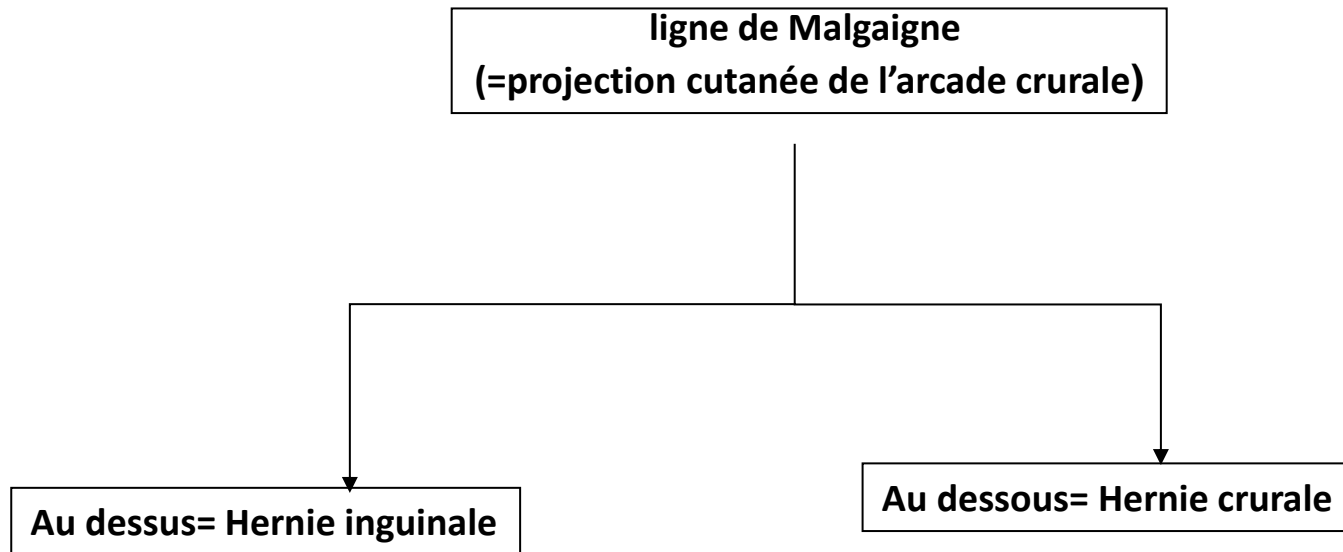 ligne de Malgaigne
(=projection cutanée de l’arcade crurale)
Au dessus= Hernie inguinale
Au dessous= Hernie crurale